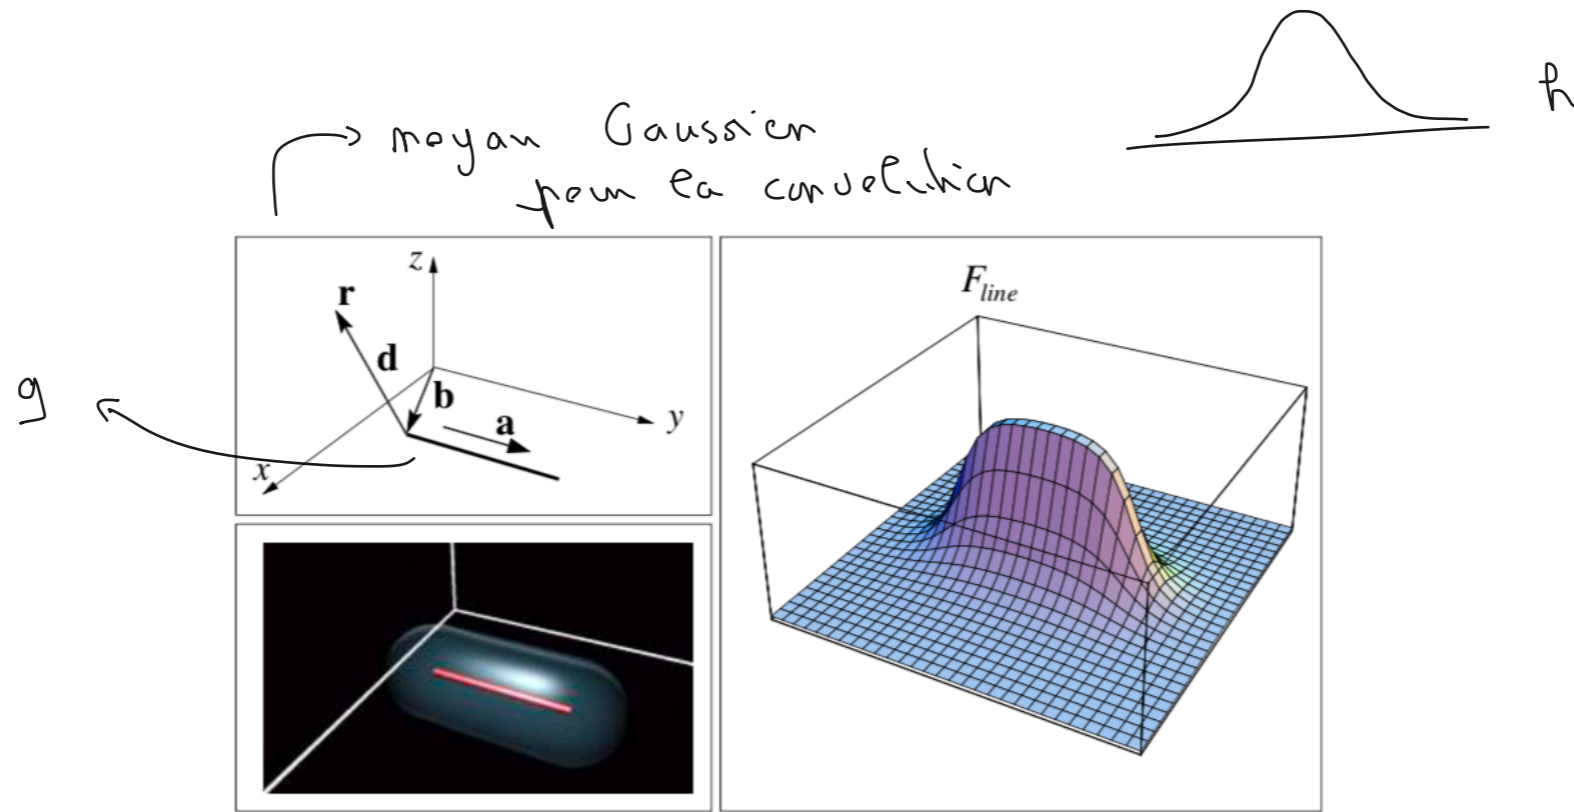 h
noyau Gaussien
pour la convolution
z
F_line
r
d
b
g
a
y
x